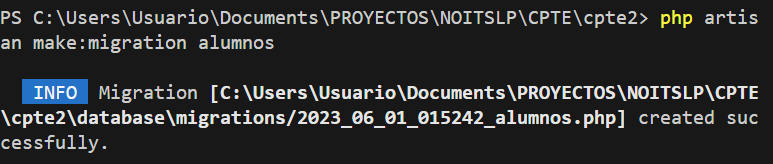 PS C:\Users\Usuario\Documents\PROYECTOS\NOITSLP\CPTE\cpte2> php artis
an make:migration alumnos
INFO Migration [C:\Users\Usuario\Documents\PROYECTOS\NOITSLP\CPTE
\cpte2\database\migrations/2023_06_01_015242_alumnos.php] created suc
cessfully.